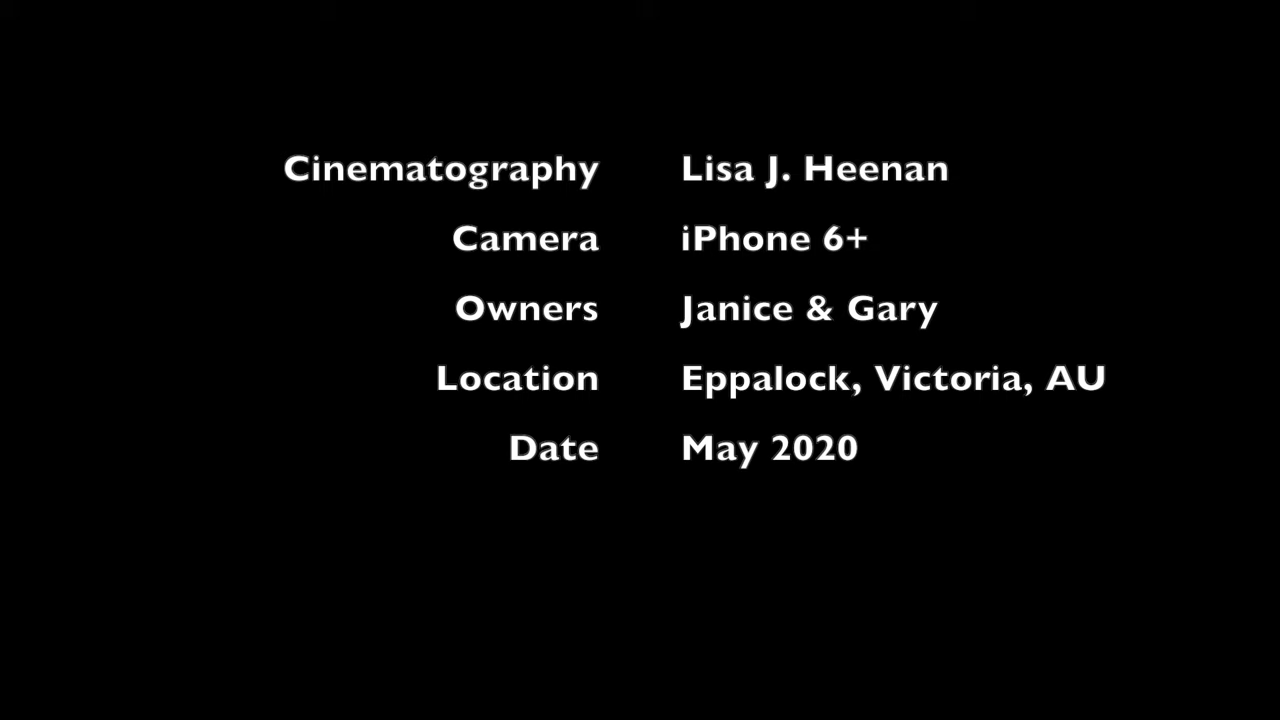 Cinematography Lisa J. Heenan
Camera iPhone 6+
Owners Janice & Gary
Location Eppalock, Victoria, AU
Date May 2020